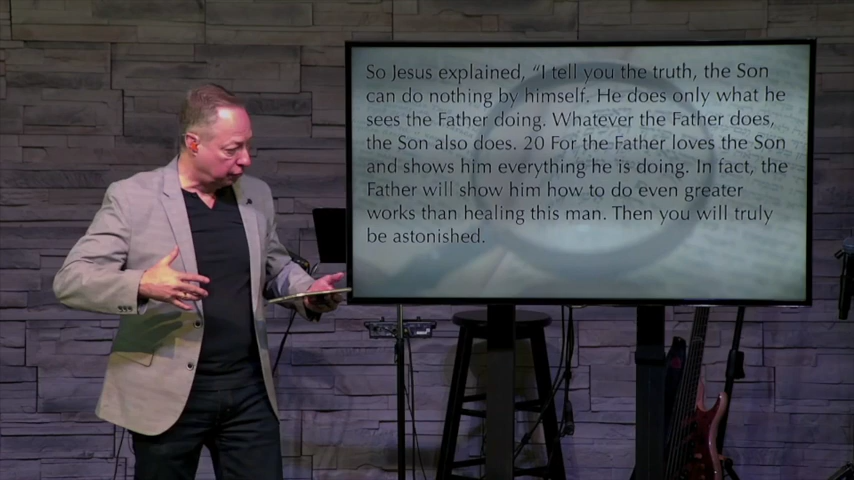 So Jesus explained, “I tell you the truth, the Son
can do nothing by himself. He does only what he
sees the Father doing. Whatever the Father does,
the Son also does. 20 For the Father loves the Son
and shows him everything he is doing. In fact, the
Father will show him how to do even greater
works than healing this man. Then you will truly
be astonished.